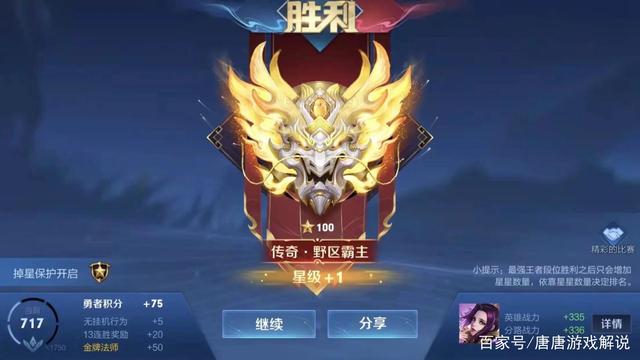 胜利
100
传奇·野区霸主
星级+1
精彩的比赛
掉星保护开启
小提示：最强王者段位胜利之后只会增加
星星数量，依靠星星数量决定排名。
勇者积分 +75
717
/1750
无挂机行为 +5
13连胜奖励 +20
金牌法师 +50
继续
分享
英雄战力 +335
分路战力 +336
详情
百家号/唐唐游戏解说